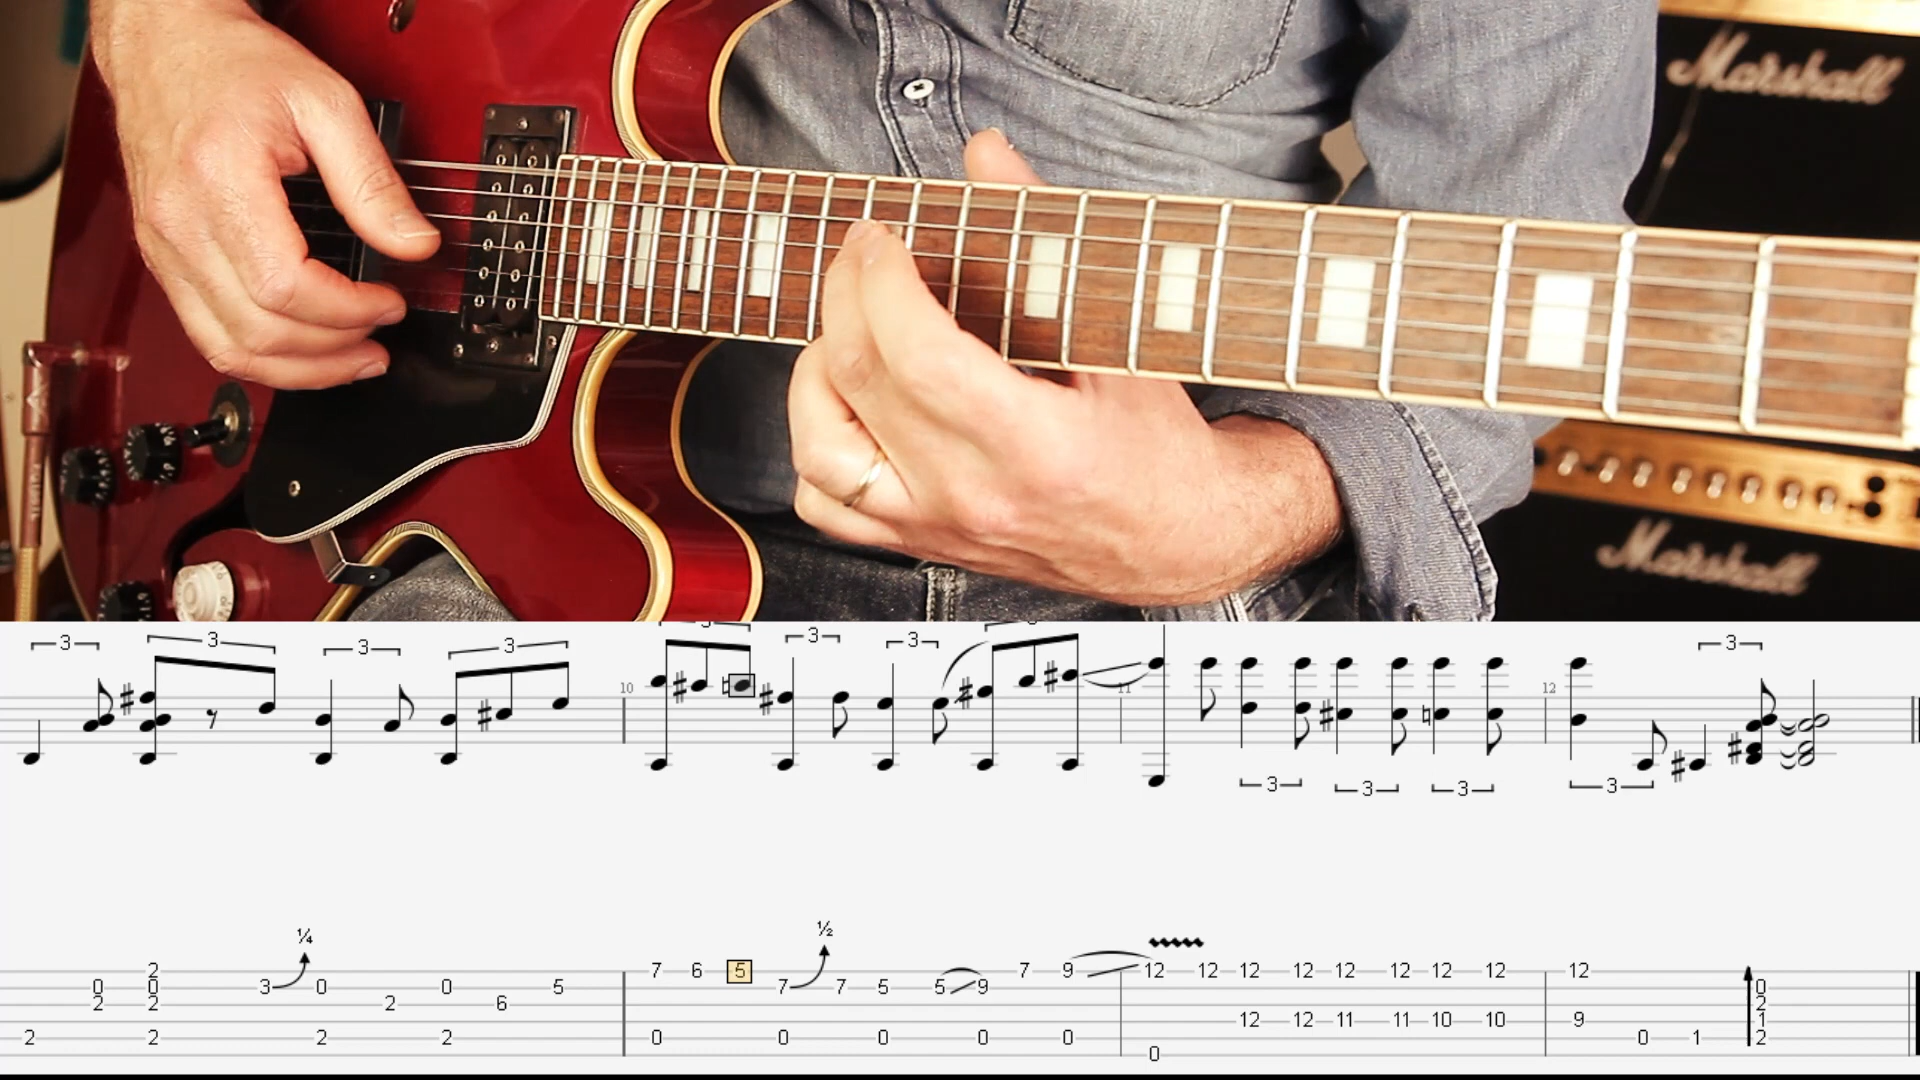 Marshall
Marshall
3 3 3 3 3 3 3
10 11 12
3 3 3 3
¼ ½
2 3 0 0 5 7 6 5 7 7 5 5 9 7 9 12 12 12 12 12 12 12 12
0 0 2 6 12 12 11 11 10 10 9 0
2 2 2
2 2 2 2 0 0 0 0 0 0 1 1
0 2